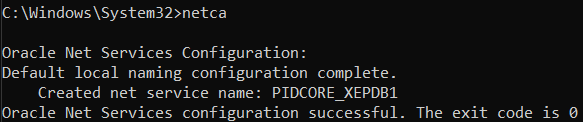 C:\Windows\System32>netca
Oracle Net Services Configuration:
Default local naming configuration complete.
    Created net service name: PIDCORE_XEPDB1
Oracle Net Services configuration successful. The exit code is 0